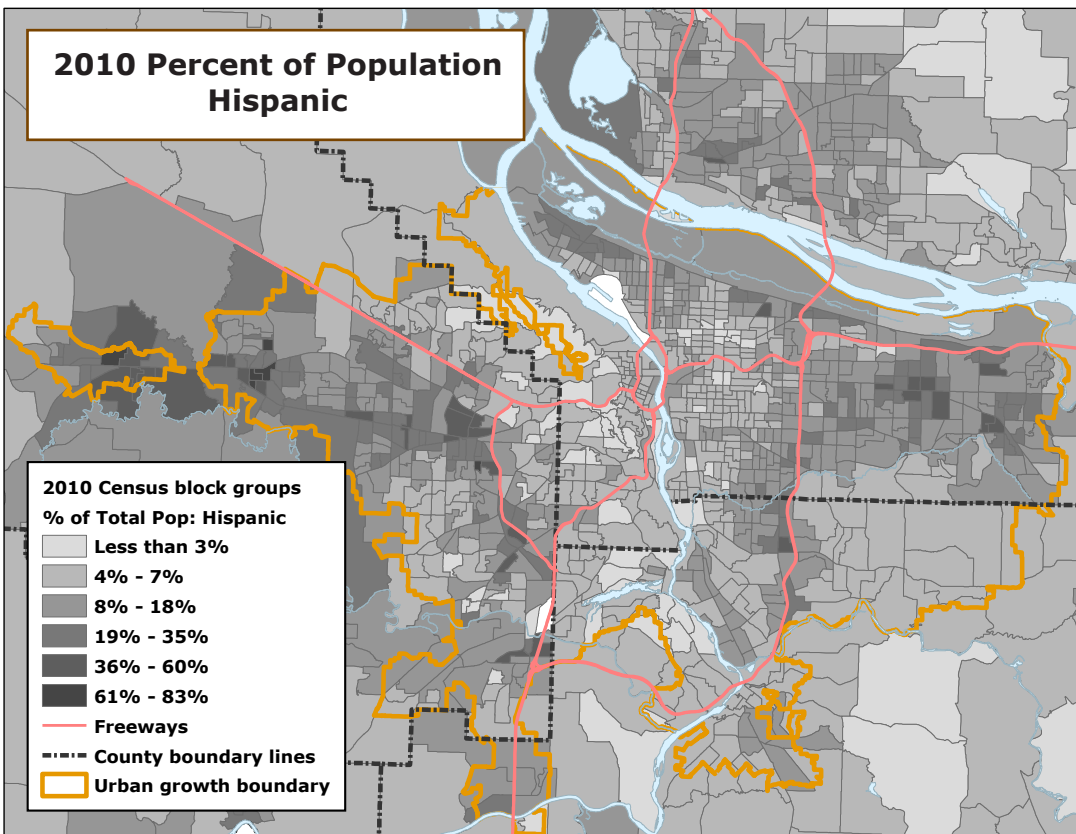 2010 Percent of Population
Hispanic
2010 Census block groups
% of Total Pop: Hispanic
Less than 3%
4% - 7%
8% - 18%
19% - 35%
36% - 60%
61% - 83%
Freeways
County boundary lines
Urban growth boundary